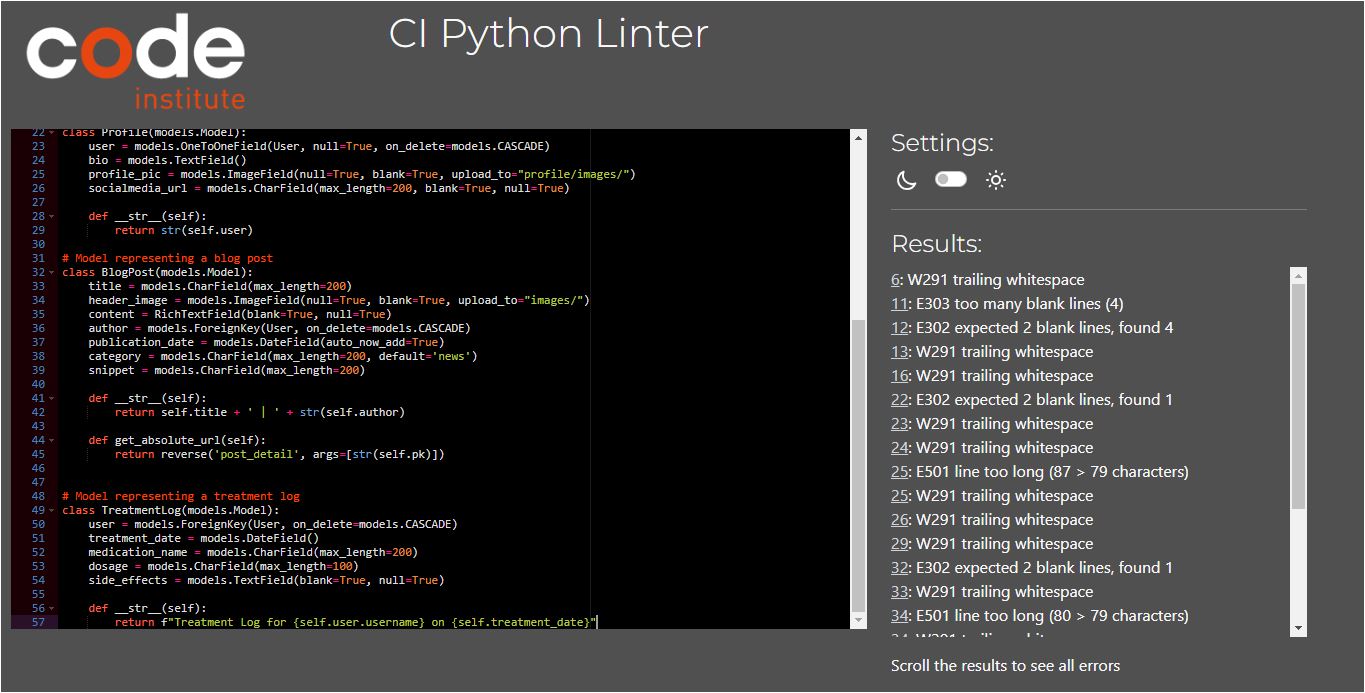 code
institute
CI Python Linter
22 class Profile(models.Model):
23     user = models.OneToOneField(User, null=True, on_delete=models.CASCADE)
24     bio = models.TextField()
25     profile_pic = models.ImageField(null=True, blank=True, upload_to="profile/images/")
26     socialmedia_url = models.CharField(max_length=200, blank=True, null=True)
27
28     def __str__(self):
29         return str(self.user)
30
31 # Model representing a blog post
32 class BlogPost(models.Model):
33     title = models.CharField(max_length=200)
34     header_image = models.ImageField(null=True, blank=True, upload_to="images/")
35     content = RichTextField(blank=True, null=True)
36     author = models.ForeignKey(User, on_delete=models.CASCADE)
37     publication_date = models.DateField(auto_now_add=True)
38     category = models.CharField(max_length=200, default='news')
39     snippet = models.CharField(max_length=200)
40
41     def __str__(self):
42         return self.title + ' | ' + str(self.author)
43
44     def get_absolute_url(self):
45         return reverse('post_detail', args=[str(self.pk)])
46
47
48 # Model representing a treatment log
49 class TreatmentLog(models.Model):
50     user = models.ForeignKey(User, on_delete=models.CASCADE)
51     treatment_date = models.DateField()
52     medication_name = models.CharField(max_length=200)
53     dosage = models.CharField(max_length=100)
54     side_effects = models.TextField(blank=True, null=True)
55
56     def __str__(self):
57         return f"Treatment Log for {self.user.username} on {self.treatment_date}"
Settings:
Results:
6: W291 trailing whitespace
11: E303 too many blank lines (4)
12: E302 expected 2 blank lines, found 4
13: W291 trailing whitespace
16: W291 trailing whitespace
22: E302 expected 2 blank lines, found 1
23: W291 trailing whitespace
24: W291 trailing whitespace
25: E501 line too long (87 > 79 characters)
25: W291 trailing whitespace
26: W291 trailing whitespace
29: W291 trailing whitespace
32: E302 expected 2 blank lines, found 1
33: W291 trailing whitespace
34: E501 line too long (80 > 79 characters)
Scroll the results to see all errors